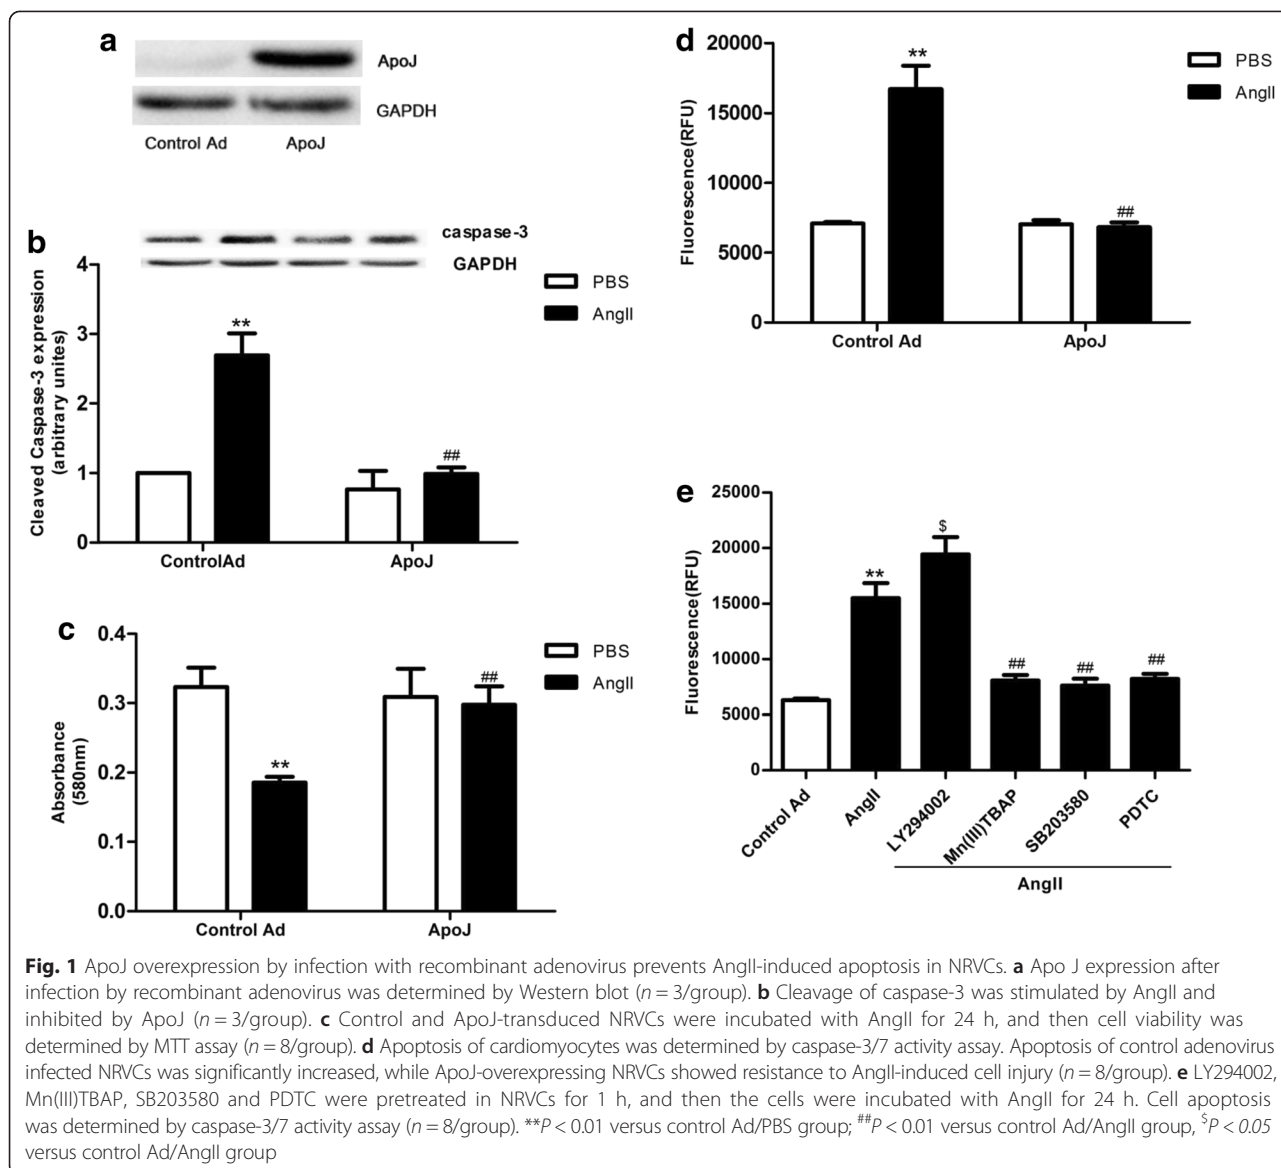 a
ApoJ
GAPDH
Control Ad ApoJ
b
caspase-3
GAPDH
Cleaved Caspase-3 expression
(arbitrary unites)
4
3
2
1
0
**
##
PBS
AngII
ControlAd ApoJ
c
Absorbance
(580nm)
0.4
0.3
0.2
0.1
0.0
**
##
PBS
AngII
Control Ad ApoJ
d
Fluorescence(RFU)
20000
15000
10000
5000
0
**
##
PBS
AngII
Control Ad ApoJ
e
Fluorescence(RFU)
25000
20000
15000
10000
5000
0
**
$
##
##
##
Control Ad
AngII
LY294002
Mn(III)TBAP
SB203580
PDTC
AngII
Fig. 1 ApoJ overexpression by infection with recombinant adenovirus prevents AngII-induced apoptosis in NRVCs. a Apo J expression after
infection by recombinant adenovirus was determined by Western blot (n = 3/group). b Cleavage of caspase-3 was stimulated by AngII and
inhibited by ApoJ (n = 3/group). c Control and ApoJ-transduced NRVCs were incubated with AngII for 24 h, and then cell viability was
determined by MTT assay (n = 8/group). d Apoptosis of cardiomyocytes was determined by caspase-3/7 activity assay. Apoptosis of control adenovirus
infected NRVCs was significantly increased, while ApoJ-overexpressing NRVCs showed resistance to AngII-induced cell injury (n = 8/group). e LY294002,
Mn(III)TBAP, SB203580 and PDTC were pretreated in NRVCs for 1 h, and then the cells were incubated with AngII for 24 h. Cell apoptosis
was determined by caspase-3/7 activity assay (n = 8/group). **P < 0.01 versus control Ad/PBS group; ##P < 0.01 versus control Ad/AngII group, $P < 0.05
versus control Ad/AngII group